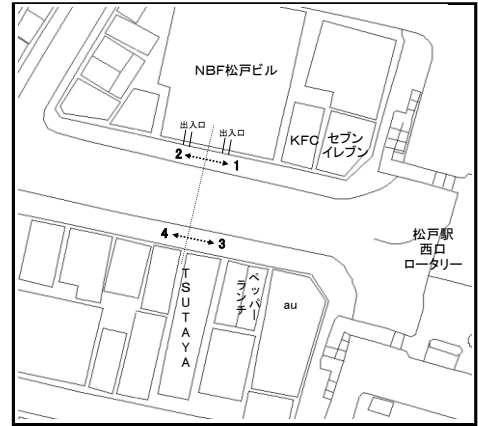 NBF松戸ビル
出入口
出入口
KFC
セブン
イレブン
2
1
4
3
松戸駅
西口
ロータリー
TSUTAYA
ペッパー
ランチ
au